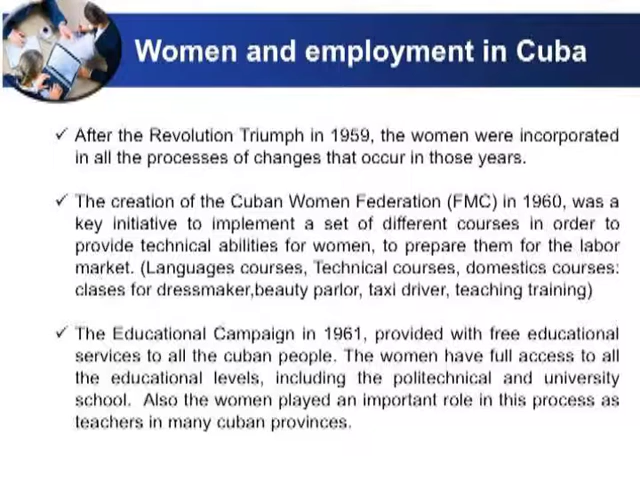 Women and employment in Cuba
✓ After the Revolution Triumph in 1959, the women were incorporated
in all the processes of changes that occur in those years.
✓ The creation of the Cuban Women Federation (FMC) in 1960, was a
key initiative to implement a set of different courses in order to
provide technical abilities for women, to prepare them for the labor
market. (Languages courses, Technical courses, domestics courses:
clases for dressmaker,beauty parlor, taxi driver, teaching training)
✓ The Educational Campaign in 1961, provided with free educational
services to all the cuban people. The women have full access to all
the educational levels, including the politechnical and university
school. Also the women played an important role in this process as
teachers in many cuban provinces.